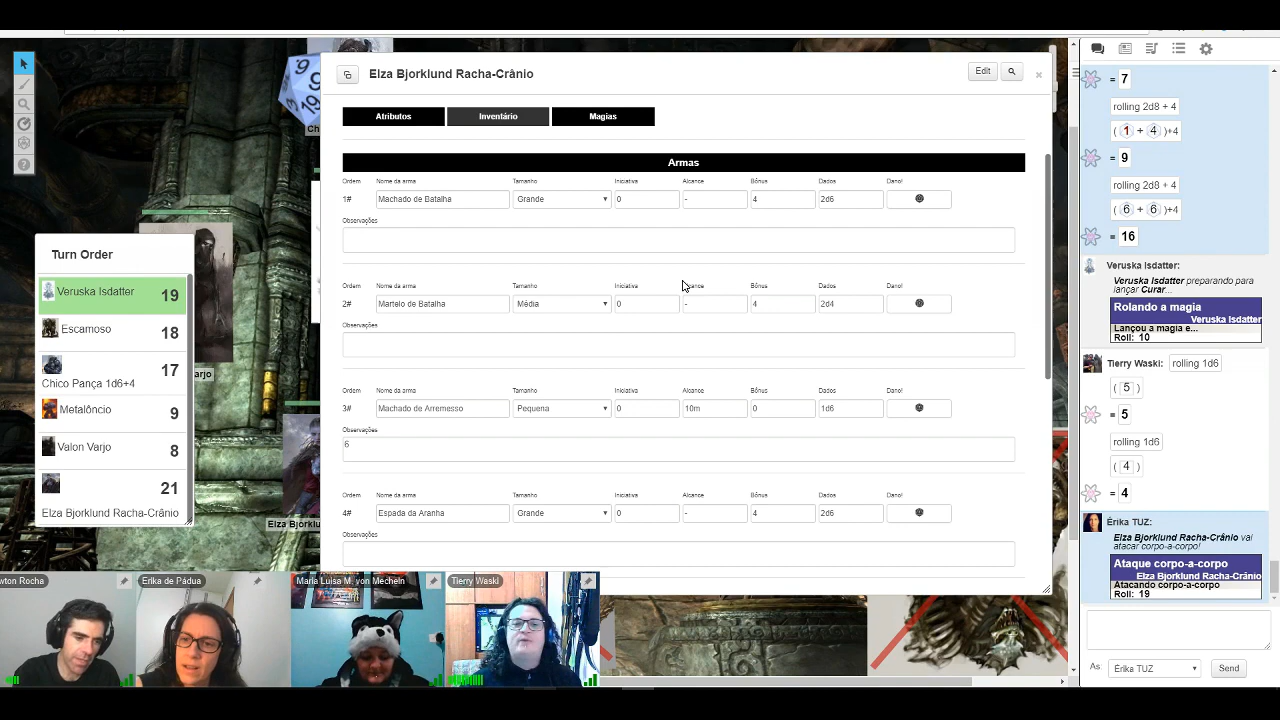 Elza Bjorklund Racha-Crânio
Edit
×
Atributos
Inventário
Magias
Armas
Ordem Nome da arma Tamanho Iniciativa Alcance Bônus Dados Dano!
1# Machado de Batalha Grande 0 - 4 2d6
Observações
Ordem Nome da arma Tamanho Iniciativa Alcance Bônus Dados Dano!
2# Martelo de Batalha Média 0 - 4 2d4
Observações
Ordem Nome da arma Tamanho Iniciativa Alcance Bônus Dados Dano!
3# Machado de Arremesso Pequena 0 10m 0 1d6
Observações
6
Ordem Nome da arma Tamanho Iniciativa Alcance Bônus Dados Dano!
4# Espada da Aranha Grande 0 - 4 2d6
Observações
Turn Order
Veruska Isdatter 19
Escamoso 18
17
Chico Pança 1d6+4
Metalôncio 9
Valon Varjo 8
21
Elza Bjorklund Racha-Crânio
arjo
Elza Bjorklu
Ch
9
9
3
19
wton Rocha
Erika de Pádua
Maria Luisa M. von Mecheln
Tierry Waski
= 7
rolling 2d8 + 4
( 1 + 4 )+4
= 9
rolling 2d8 + 4
( 6 + 6 )+4
= 16
Veruska Isdatter:
Veruska Isdatter preparando para
lançar Curar...
Rolando a magia
Veruska Isdatter
Lançou a magia e...
Roll: 10
Tierry Waski: rolling 1d6
( 5 )
= 5
rolling 1d6
( 4 )
= 4
Érika TUZ:
Elza Bjorklund Racha-Crânio vai
atacar corpo-a-corpo!
Ataque corpo-a-corpo
Elza Bjorklund Racha-Crânio
Atacando corpo-a-corpo
Roll: 19
As: Érika TUZ Send